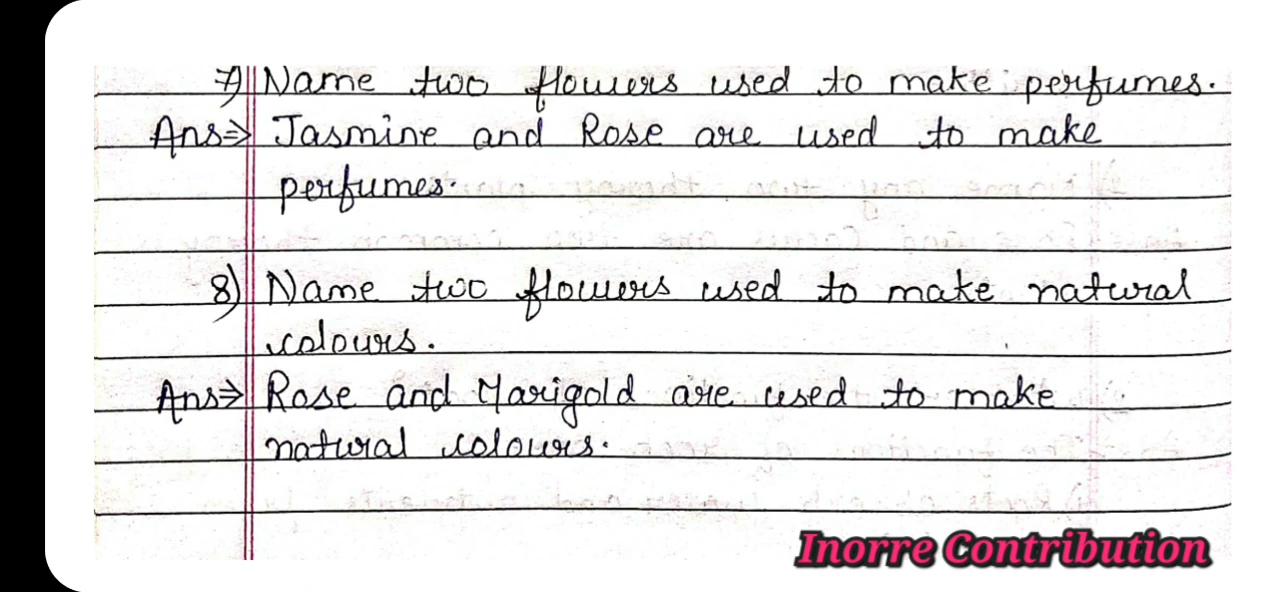 7) Name two flowers used to make perfumes.
Ans⇒ Jasmine and Rose are used to make
perfumes.
8) Name two flowers used to make natural
colours.
Ans⇒ Rose and Marigold are used to make
natural colours.
Inorre Contribution